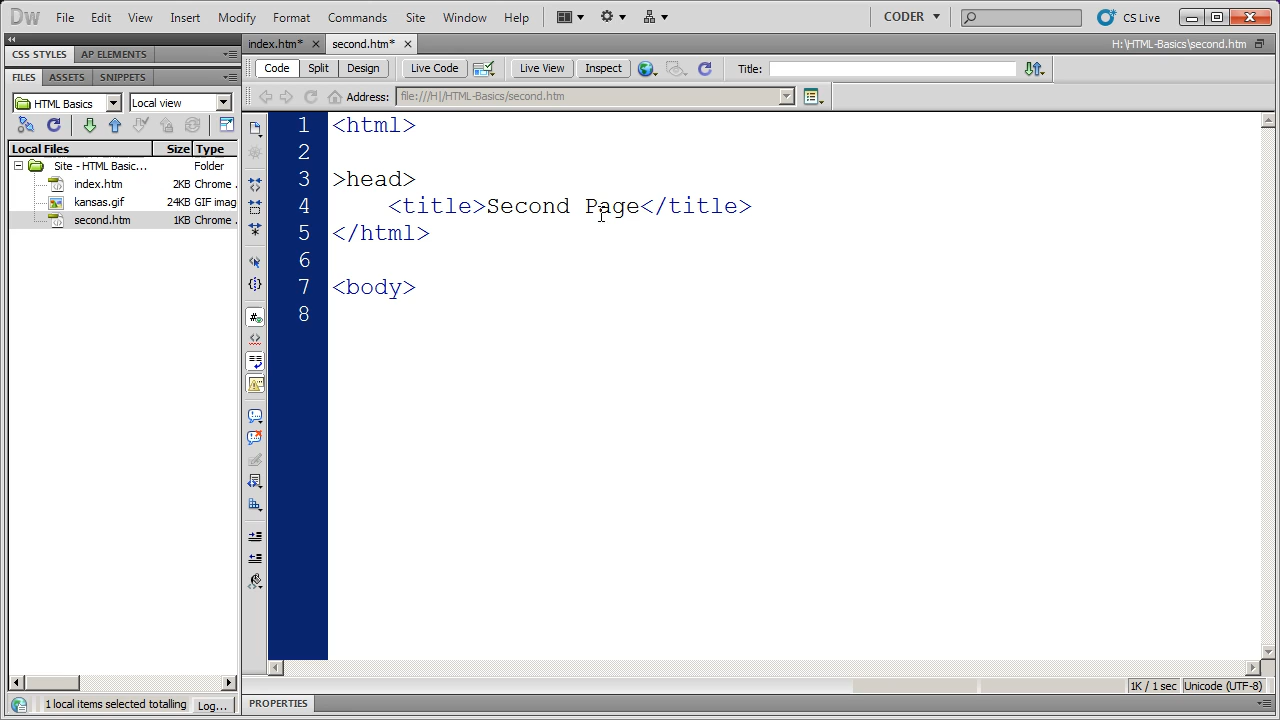 Dw File Edit View Insert Modify Format Commands Site Window Help CODER CS Live
CSS STYLES AP ELEMENTS index.htm* second.htm* H:\HTML-Basics\second.htm
FILES ASSETS SNIPPETS Code Split Design Live Code Live View Inspect Title:
HTML Basics Local view Address: file:///H|/HTML-Basics/second.htm
Local Files Size Type
Site - HTML Basic... Folder
index.htm 2KB Chrome
kansas.gif 24KB GIF imag
second.htm 1KB Chrome
1 <html>
2
3 >head>
4 <title>Second Page</title>
5 </html>
6
7 <body>
8
1K / 1 sec Unicode (UTF-8)
1 local items selected totalling Log... PROPERTIES